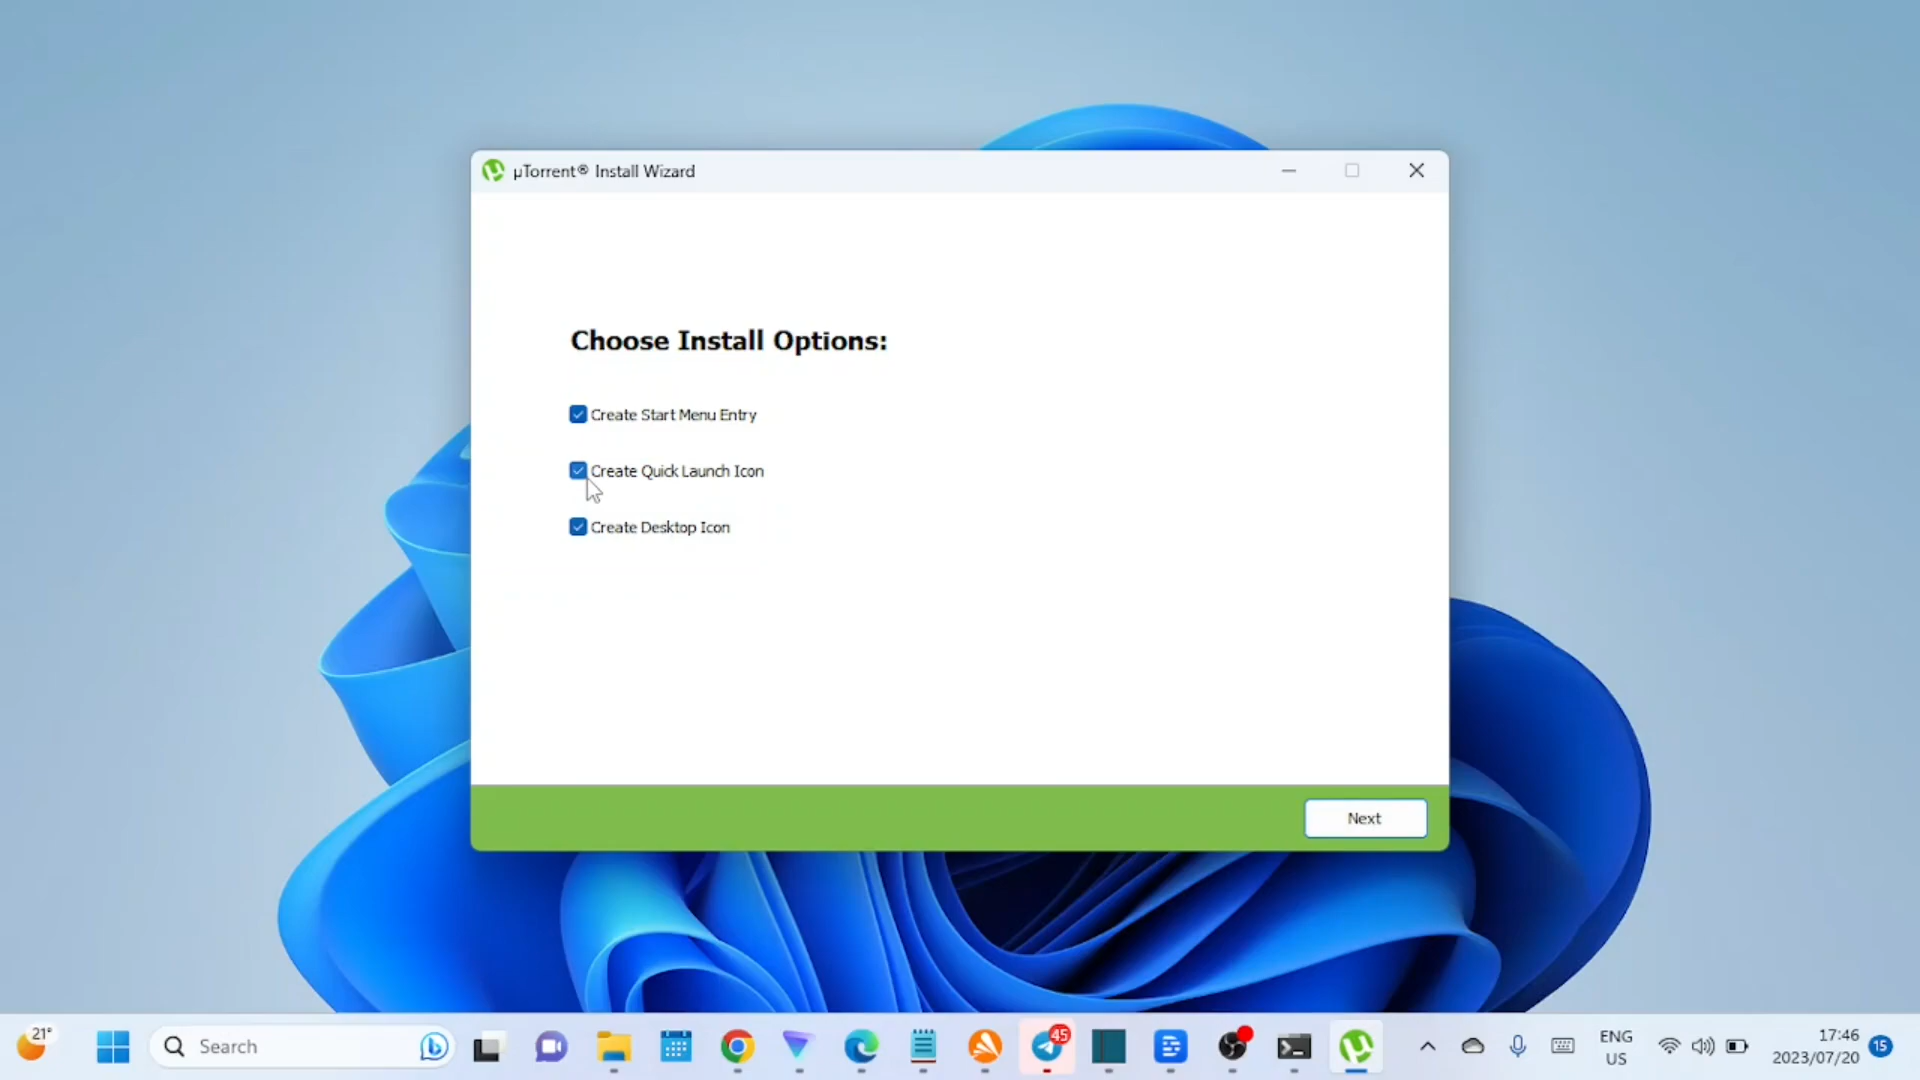 µTorrent® Install Wizard
Choose Install Options:
Create Start Menu Entry
Create Quick Launch Icon
Create Desktop Icon
Next
21°
Search
45
ENG
US
17:46
2023/07/20
15